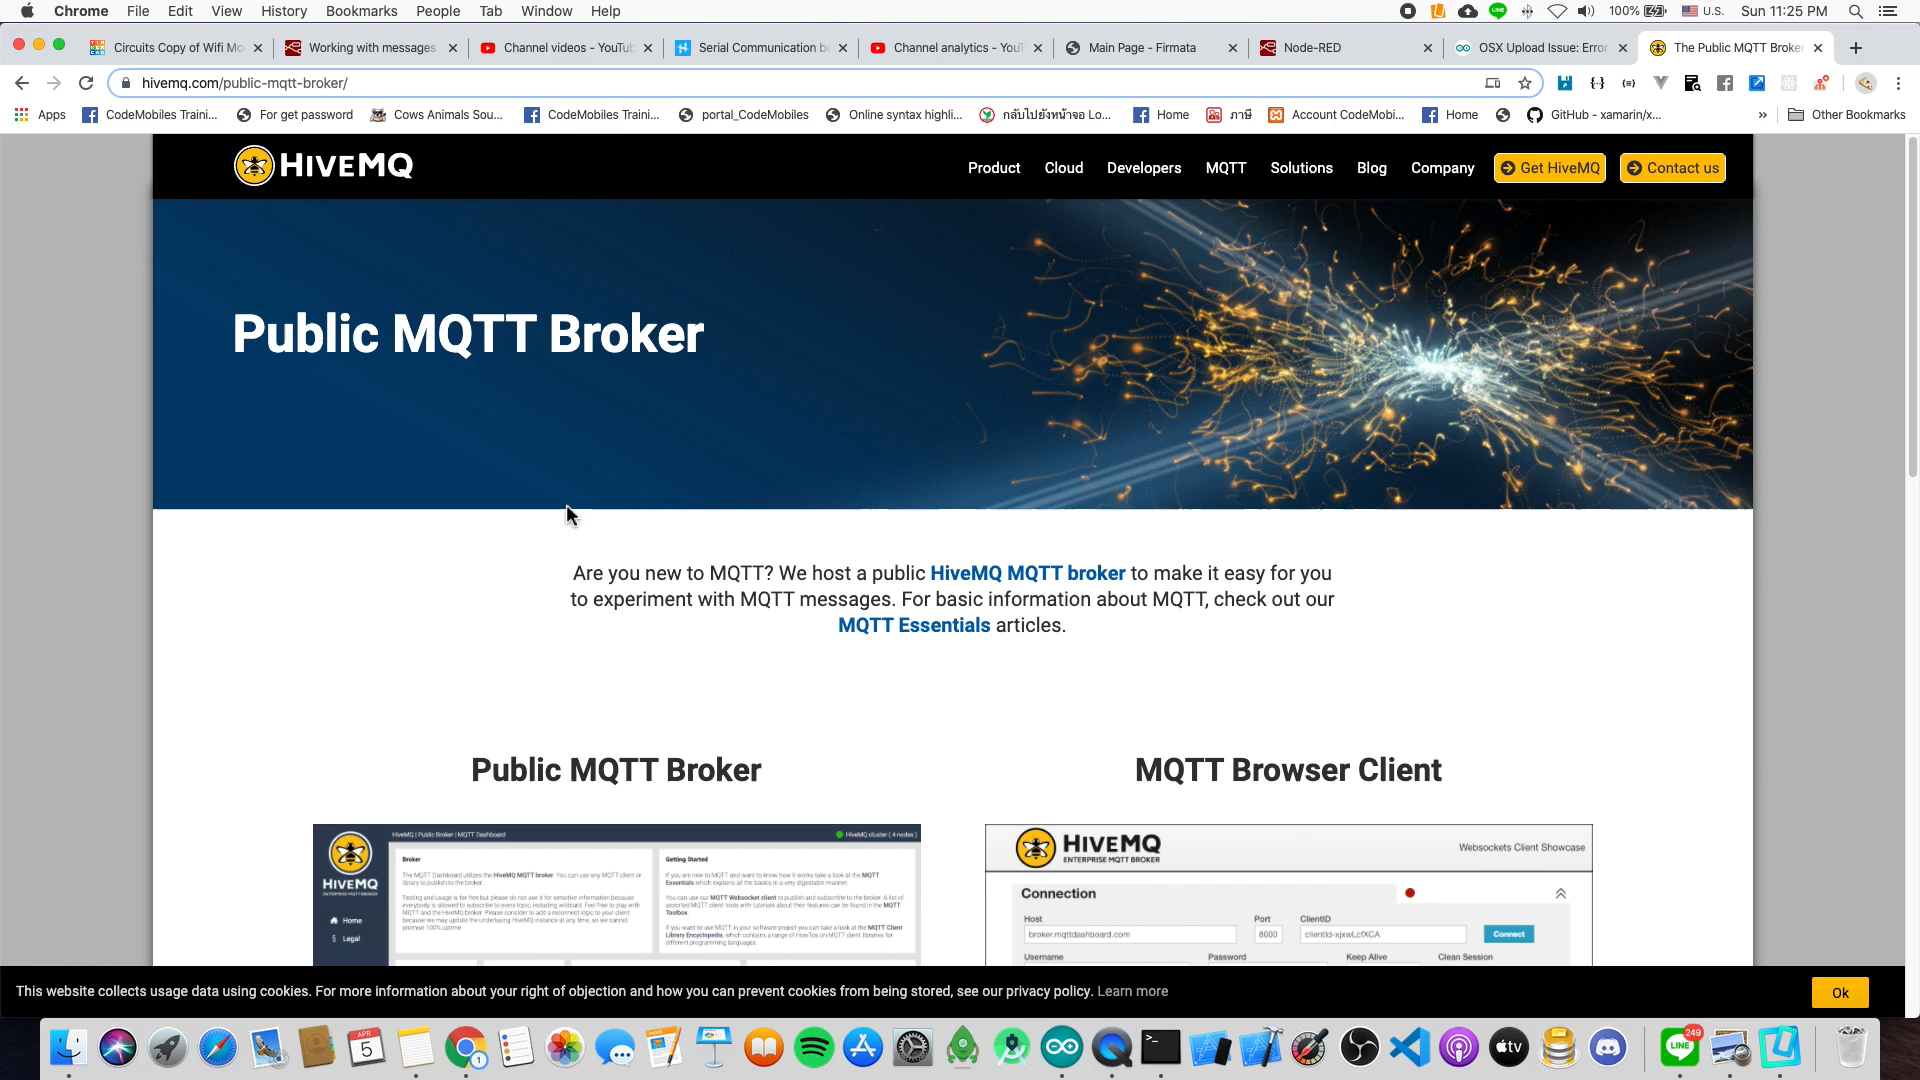 Chrome File Edit View History Bookmarks People Tab Window Help 100% U.S. Sun 11:25 PM
Circuits Copy of Wifi Mo Working with messages Channel videos - YouTu Serial Communication be Channel analytics - YouT Main Page - Firmata Node-RED OSX Upload Issue: Error The Public MQTT Broker
hivemq.com/public-mqtt-broker/
Apps CodeMobiles Traini... For get password Cows Animals Sou... CodeMobiles Traini... portal_CodeMobiles Online syntax highli... กลับไปยังหน้าจอ Lo... Home ภาษี Account CodeMobi... Home GitHub - xamarin/x... » Other Bookmarks
HIVEMQ
Product Cloud Developers MQTT Solutions Blog Company Get HiveMQ Contact us
Public MQTT Broker
Are you new to MQTT? We host a public HiveMQ MQTT broker to make it easy for you
to experiment with MQTT messages. For basic information about MQTT, check out our
MQTT Essentials articles.
Public MQTT Broker
MQTT Browser Client
HiveMQ | Public Broker | MQTT Dashboard HiveMQ cluster ( 4 nodes )
HIVEMQ
Home
Legal
Broker
The MQTT Dashboard utilizes the HiveMQ MQTT broker. You can use any MQTT client or
library to publish to the broker.
Getting Started
If you are new to MQTT and want to know how it works take a look at the MQTT
Essentials which explains all the basics in a very digestable manner.
HIVEMQ
ENTERPRISE MQTT BROKER
Websockets Client Showcase
Connection
Host Port ClientID
broker.mqttdashboard.com 8000 clientId-xjxwLcfXCA Connect
Username Password Keep Alive Clean Session
This website collects usage data using cookies. For more information about your right of objection and how you can prevent cookies from being stored, see our privacy policy. Learn more
Ok
APR
5
1
tv
LINE
249